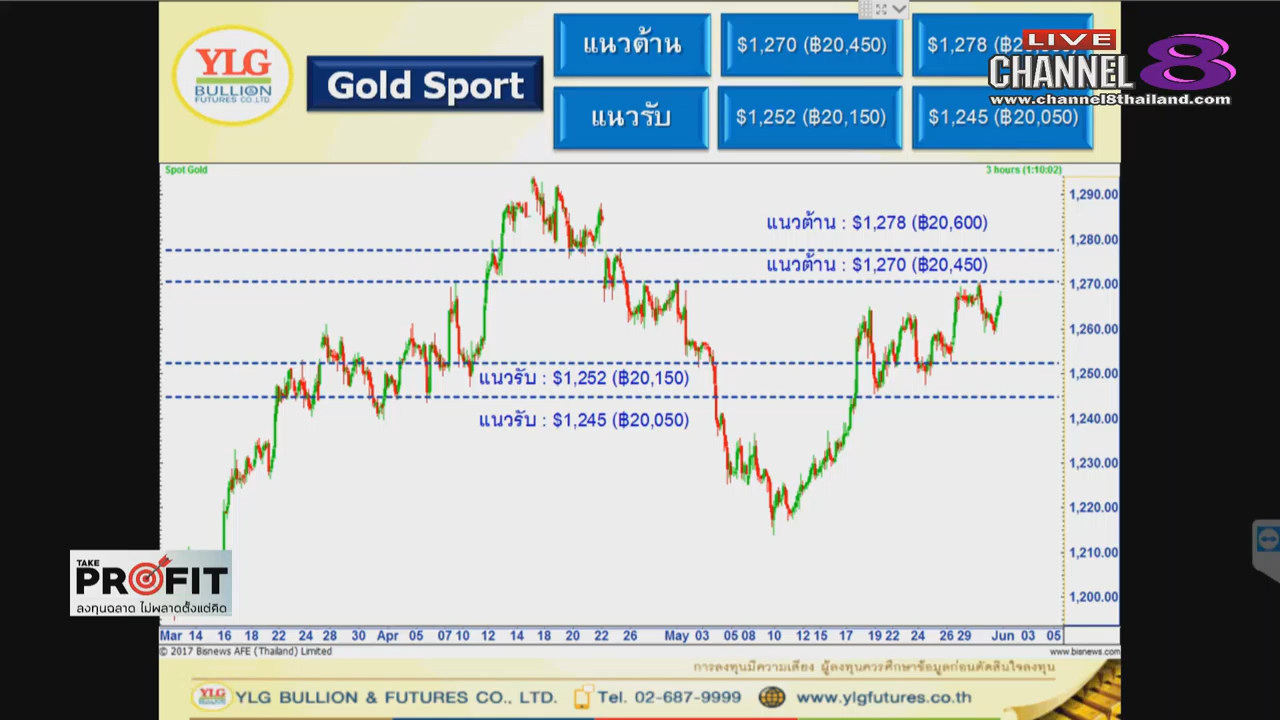 YLG
BULLION
FUTURES CO.,LTD.
Gold Sport
แนวต้าน
$1,270 (฿20,450)
$1,278
แนวรับ
$1,252 (฿20,150)
$1,245 (฿20,050)
LIVE
CHANNEL 8
www.channel8thailand.com
Spot Gold
3 hours (1:10:02)
1,290.00
แนวต้าน : $1,278 (฿20,600)
1,280.00
แนวต้าน : $1,270 (฿20,450)
1,270.00
1,260.00
แนวรับ : $1,252 (฿20,150)
1,250.00
แนวรับ : $1,245 (฿20,050)
1,240.00
1,230.00
1,220.00
1,210.00
1,200.00
TAKE
PROFIT
ลงทุนฉลาด ไม่พลาดตั้งแต่คิด
Mar 14 16 18 22 24 28 30 Apr 05 07 10 12 14 18 20 22 26 May 03 05 08 10 12 15 17 19 22 24 26 29 Jun 03 05
© 2017 Bisnews AFE (Thailand) Limited
www.bisnews.com
การลงทุนมีความเสี่ยง ผู้ลงทุนควรศึกษาข้อมูลก่อนตัดสินใจลงทุน
YLG
YLG BULLION & FUTURES CO., LTD.
Tel. 02-687-9999
www.ylgfutures.co.th